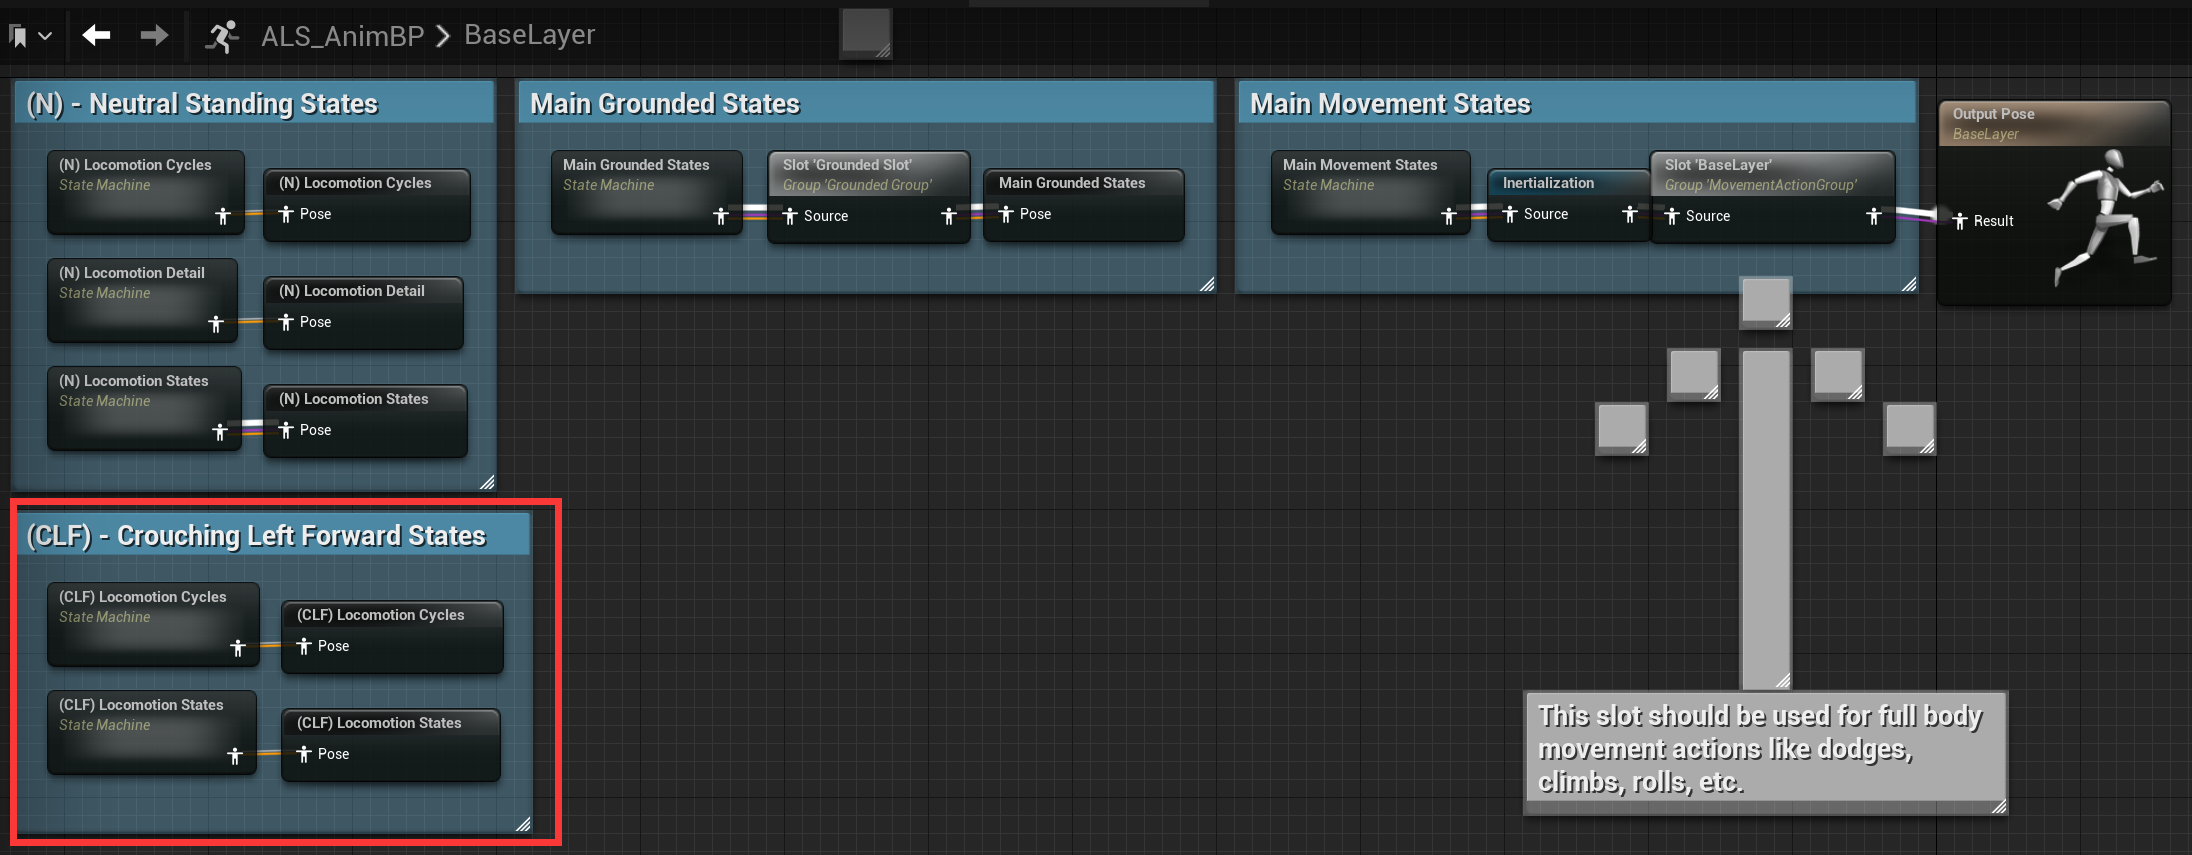 ALS_AnimBP > BaseLayer
(N) - Neutral Standing States
(N) Locomotion Cycles
State Machine
(N) Locomotion Cycles
Pose
(N) Locomotion Detail
State Machine
(N) Locomotion Detail
Pose
(N) Locomotion States
State Machine
(N) Locomotion States
Pose
Main Grounded States
Main Grounded States
State Machine
Slot 'Grounded Slot'
Group 'Grounded Group'
Source
Main Grounded States
Pose
Main Movement States
Main Movement States
State Machine
Inertialization
Source
Slot 'BaseLayer'
Group 'MovementActionGroup'
Source
Output Pose
BaseLayer
Result
(CLF) - Crouching Left Forward States
(CLF) Locomotion Cycles
State Machine
(CLF) Locomotion Cycles
Pose
(CLF) Locomotion States
State Machine
(CLF) Locomotion States
Pose
This slot should be used for full body
movement actions like dodges,
climbs, rolls, etc.